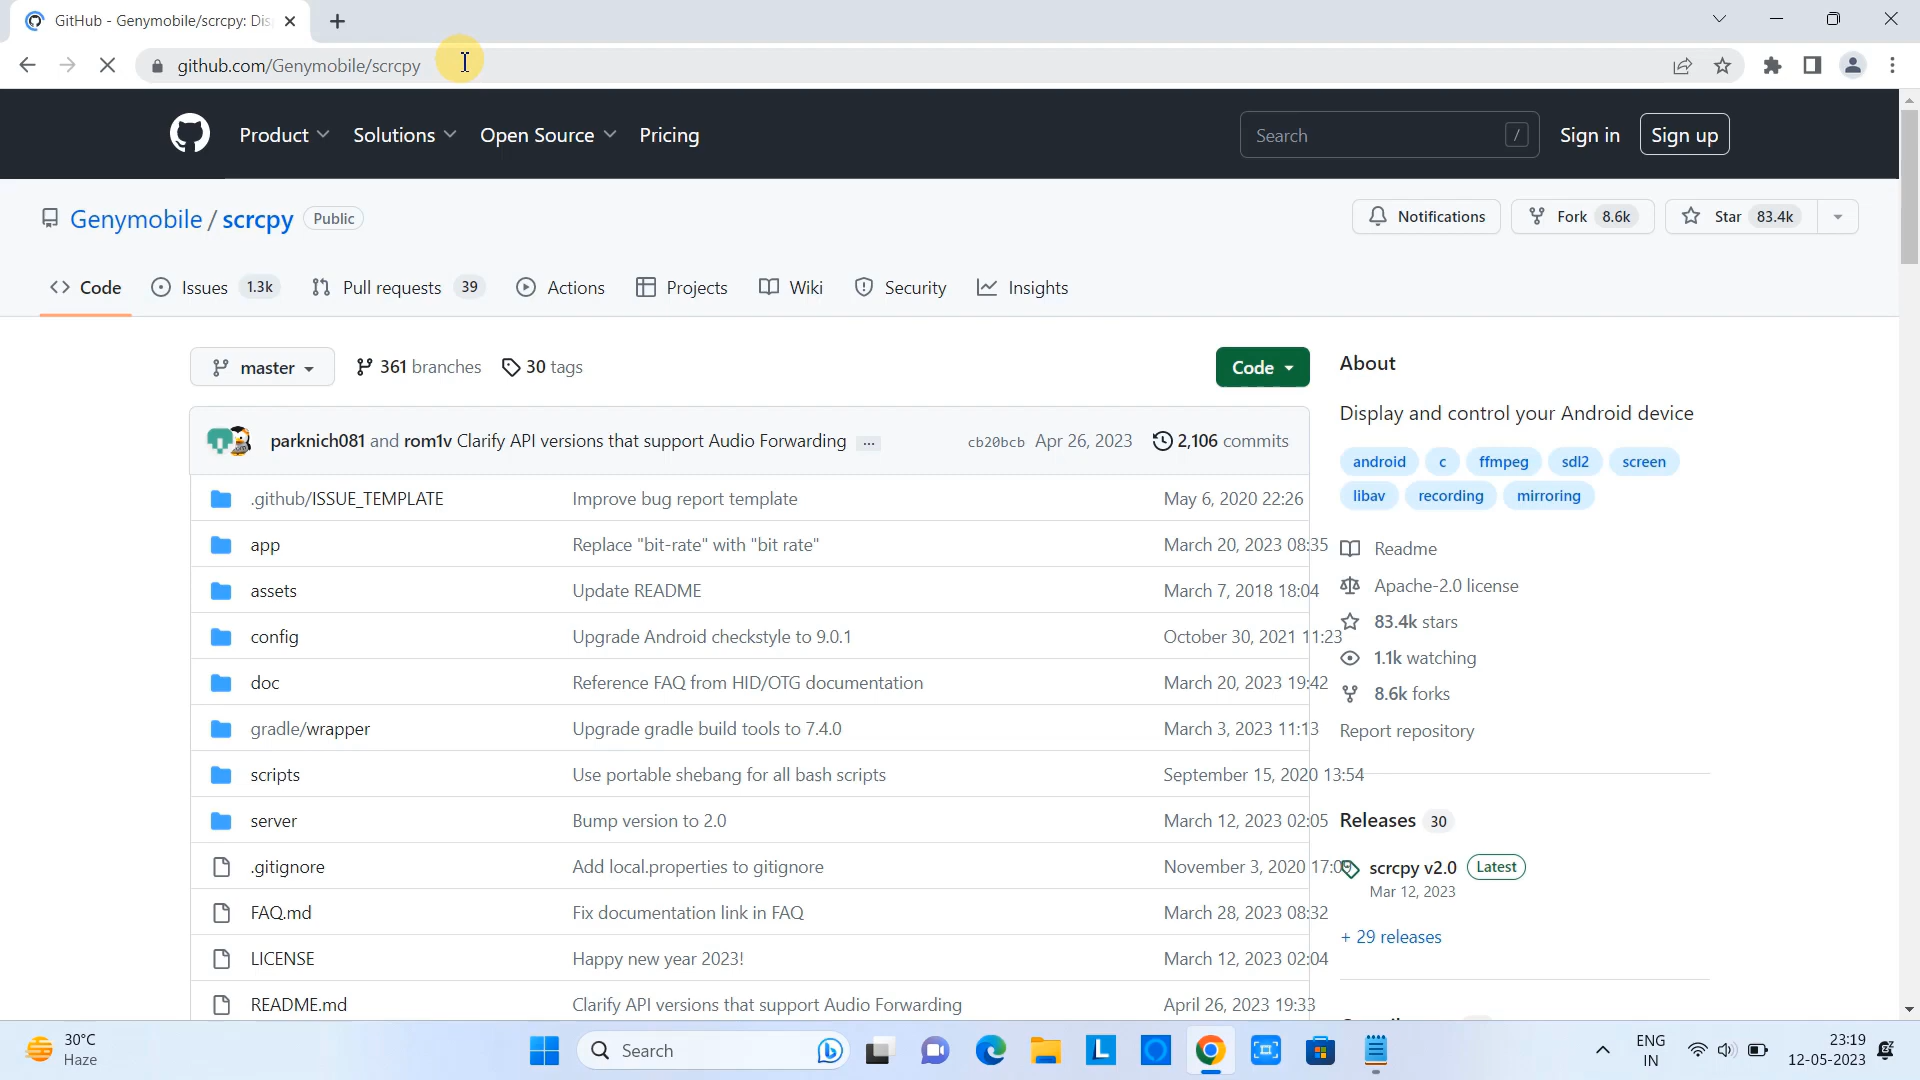 GitHub - Genymobile/scrcpy: Dis
github.com/Genymobile/scrcpy
Product Solutions Open Source Pricing Search / Sign in Sign up
Genymobile / scrcpy Public Notifications Fork 8.6k Star 83.4k
Code Issues 1.3k Pull requests 39 Actions Projects Wiki Security Insights
master 361 branches 30 tags Code
parknich081 and rom1v Clarify API versions that support Audio Forwarding ... cb20bcb Apr 26, 2023 2,106 commits
.github/ISSUE_TEMPLATE Improve bug report template May 6, 2020 22:26
app Replace "bit-rate" with "bit rate" March 20, 2023 08:35
assets Update README March 7, 2018 18:04
config Upgrade Android checkstyle to 9.0.1 October 30, 2021 11:23
doc Reference FAQ from HID/OTG documentation March 20, 2023 19:42
gradle/wrapper Upgrade gradle build tools to 7.4.0 March 3, 2023 11:13
scripts Use portable shebang for all bash scripts September 15, 2020 13:54
server Bump version to 2.0 March 12, 2023 02:05
.gitignore Add local.properties to gitignore November 3, 2020 17:09
FAQ.md Fix documentation link in FAQ March 28, 2023 08:32
LICENSE Happy new year 2023! March 12, 2023 02:04
README.md Clarify API versions that support Audio Forwarding April 26, 2023 19:33
About
Display and control your Android device
android c ffmpeg sdl2 screen
libav recording mirroring
Readme
Apache-2.0 license
83.4k stars
1.1k watching
8.6k forks
Report repository
Releases 30
scrcpy v2.0 Latest
Mar 12, 2023
+ 29 releases
30°C
Haze
Search
L
ENG
IN
23:19
12-05-2023